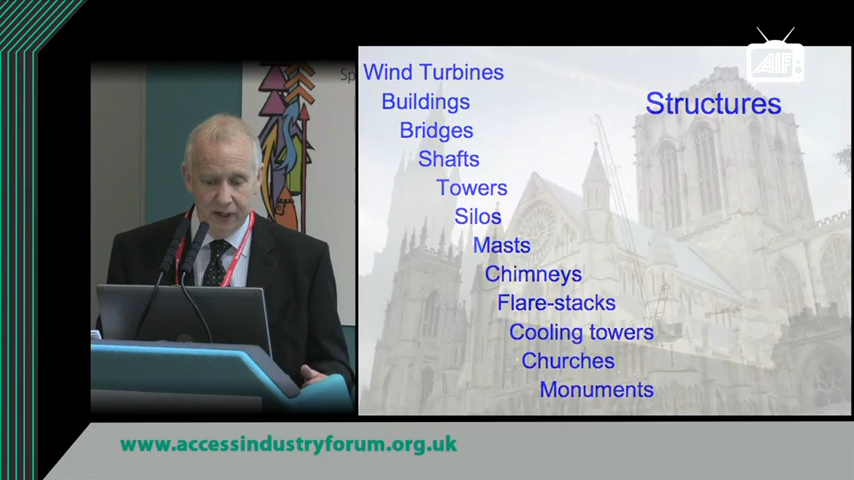 Sp
Wind Turbines
Buildings
Bridges
Shafts
Towers
Silos
Masts
Chimneys
Flare-stacks
Cooling towers
Churches
Monuments
Structures
AIF
www.accessindustryforum.org.uk